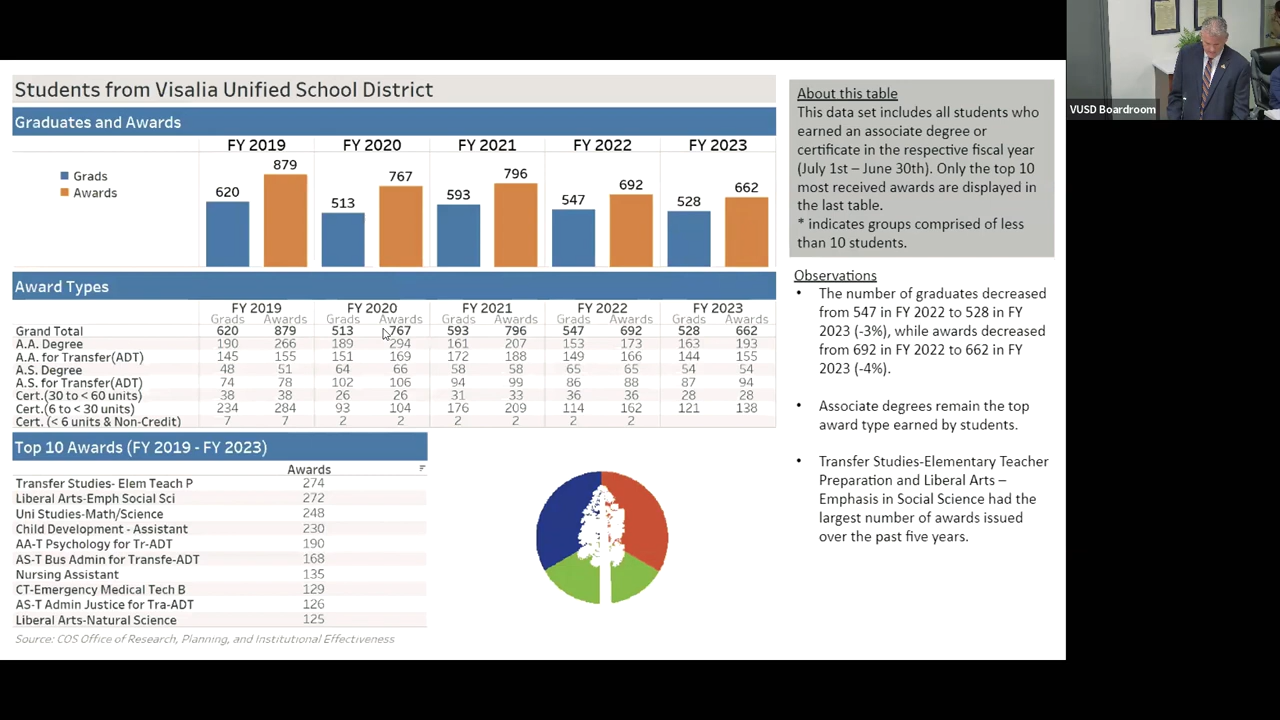 Students from Visalia Unified School District
Graduates and Awards
FY 2019 FY 2020 FY 2021 FY 2022 FY 2023
Grads
Awards
620 879 513 767 593 796 547 692 528 662
Award Types
FY 2019 FY 2020 FY 2021 FY 2022 FY 2023
Grads Awards Grads Awards Grads Awards Grads Awards Grads Awards
Grand Total 620 879 513 767 593 796 547 692 528 662
A.A. Degree 190 266 189 294 161 207 153 173 163 193
A.A. for Transfer(ADT) 145 155 151 169 172 188 149 166 144 155
A.S. Degree 48 51 64 66 58 58 65 65 54 54
A.S. for Transfer(ADT) 74 78 102 106 94 99 86 88 87 94
Cert.(30 to < 60 units) 38 38 26 26 31 33 36 36 28 28
Cert.(6 to < 30 units) 234 284 93 104 176 209 114 162 121 138
Cert. (< 6 units & Non-Credit) 7 7 2 2 2 2 2 2
Top 10 Awards (FY 2019 - FY 2023)
Awards
Transfer Studies- Elem Teach P 274
Liberal Arts-Emph Social Sci 272
Uni Studies-Math/Science 248
Child Development - Assistant 230
AA-T Psychology for Tr-ADT 190
AS-T Bus Admin for Transfe-ADT 168
Nursing Assistant 135
CT-Emergency Medical Tech B 129
AS-T Admin Justice for Tra-ADT 126
Liberal Arts-Natural Science 125
Source: COS Office of Research, Planning, and Institutional Effectiveness
About this table
This data set includes all students who
earned an associate degree or
certificate in the respective fiscal year
(July 1st – June 30th). Only the top 10
most received awards are displayed in
the last table.
* indicates groups comprised of less
than 10 students.
Observations
• The number of graduates decreased
from 547 in FY 2022 to 528 in FY
2023 (-3%), while awards decreased
from 692 in FY 2022 to 662 in FY
2023 (-4%).
• Associate degrees remain the top
award type earned by students.
• Transfer Studies-Elementary Teacher
Preparation and Liberal Arts –
Emphasis in Social Science had the
largest number of awards issued
over the past five years.
VUSD Boardroom